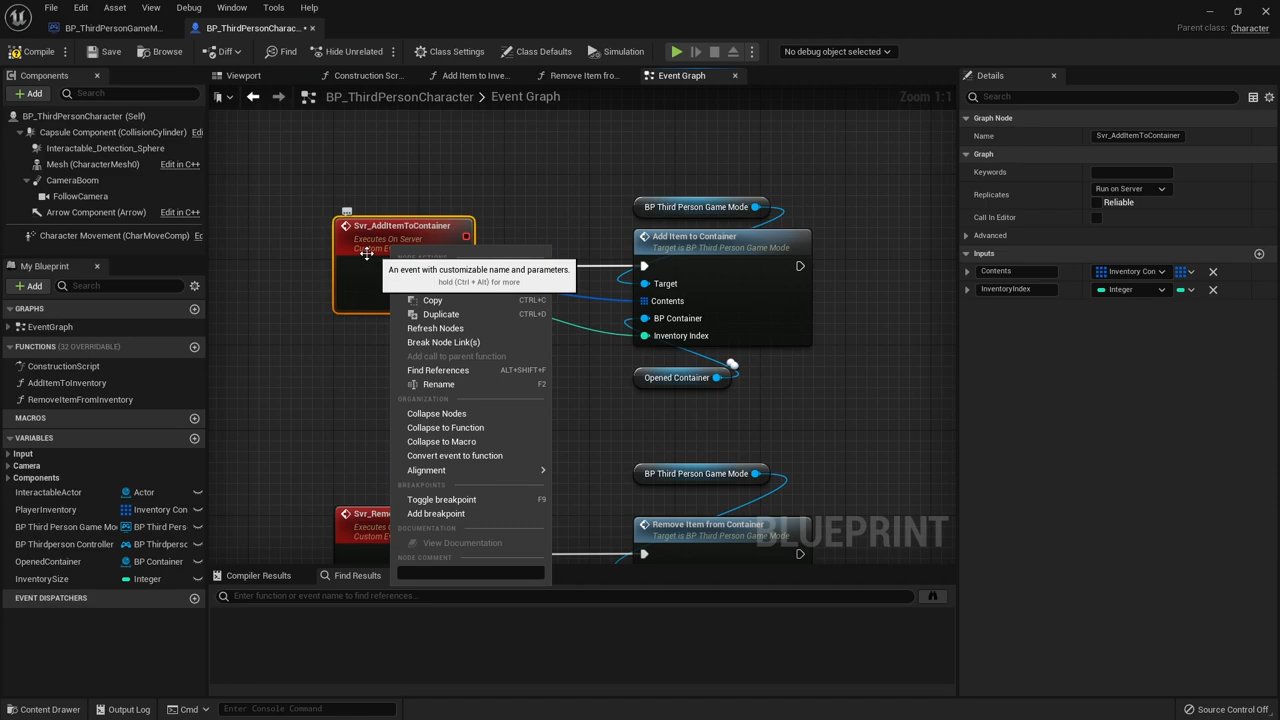 File Edit Asset View Debug Window Tools Help
BP_ThirdPersonGameM... BP_ThirdPersonCharac...
Parent class: Character
Compile Save Browse Diff Find Hide Unrelated Class Settings Class Defaults Simulation No debug object selected
Components Viewport Construction Scr... Add Item to Inve... Remove Item fro... Event Graph Details
Add Search BP_ThirdPersonCharacter > Event Graph Zoom 1:1 Search
BP_ThirdPersonCharacter (Self)
Capsule Component (CollisionCylinder) Edi
Interactable_Detection_Sphere
Mesh (CharacterMesh0) Edit in C++
CameraBoom
FollowCamera
Arrow Component (Arrow) Edit in C++
Character Movement (CharMoveComp) Ed
My Blueprint
Add Search
GRAPHS
EventGraph
FUNCTIONS (32 OVERRIDABLE)
ConstructionScript
AddItemToInventory
RemoveItemFromInventory
MACROS
VARIABLES
Input
Camera
Components
InteractableActor Actor
PlayerInventory Inventory Con
BP Third Person Game Mo BP Third Pers
BP Thirdperson Controller BP Thirdperso
OpenedContainer BP Container
InventorySize Integer
EVENT DISPATCHERS
Svr_AddItemToContainer
Executes On Server
Custom Ev
An event with customizable name and parameters.
hold (Ctrl + Alt) for more
Copy CTRL+C
Duplicate CTRL+D
Refresh Nodes
Break Node Link(s)
Add call to parent function
Find References ALT+SHIFT+F
Rename F2
ORGANIZATION
Collapse Nodes
Collapse to Function
Collapse to Macro
Convert event to function
Alignment
BREAKPOINTS
Toggle breakpoint F9
Add breakpoint
DOCUMENTATION
View Documentation
NODE COMMENT
BP Third Person Game Mode
Add Item to Container
Target is BP Third Person Game Mode
Target
Contents
BP Container
Inventory Index
Opened Container
Svr_Remo
Executes O
Custom Ev
BP Third Person Game Mode
Remove Item from Container
Target is BP Third Person Game Mode
BLUEPRINT
Graph Node
Name Svr_AddItemToContainer
Graph
Keywords
Replicates Run on Server
Reliable
Call In Editor
Advanced
Inputs
Contents Inventory Con
InventoryIndex Integer
Compiler Results Find Results
Enter function or event name to find references...
Content Drawer Output Log Cmd Enter Console Command Source Control Off